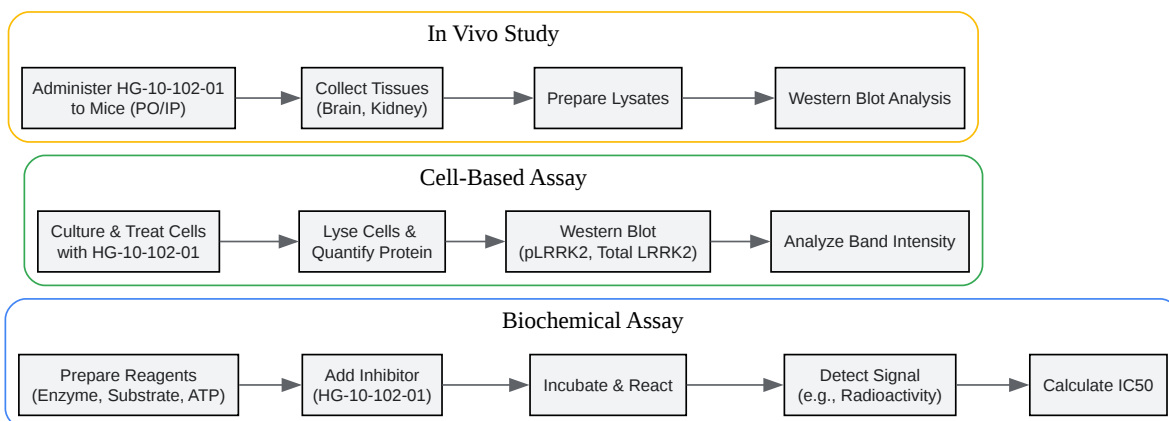 In Vivo Study
Administer HG-10-102-01
to Mice (PO/IP)
Collect Tissues
(Brain, Kidney)
Prepare Lysates
Western Blot Analysis
Cell-Based Assay
Culture & Treat Cells
with HG-10-102-01
Lyse Cells &
Quantify Protein
Western Blot
(pLRRK2, Total LRRK2)
Analyze Band Intensity
Biochemical Assay
Prepare Reagents
(Enzyme, Substrate, ATP)
Add Inhibitor
(HG-10-102-01)
Incubate & React
Detect Signal
(e.g., Radioactivity)
Calculate IC50